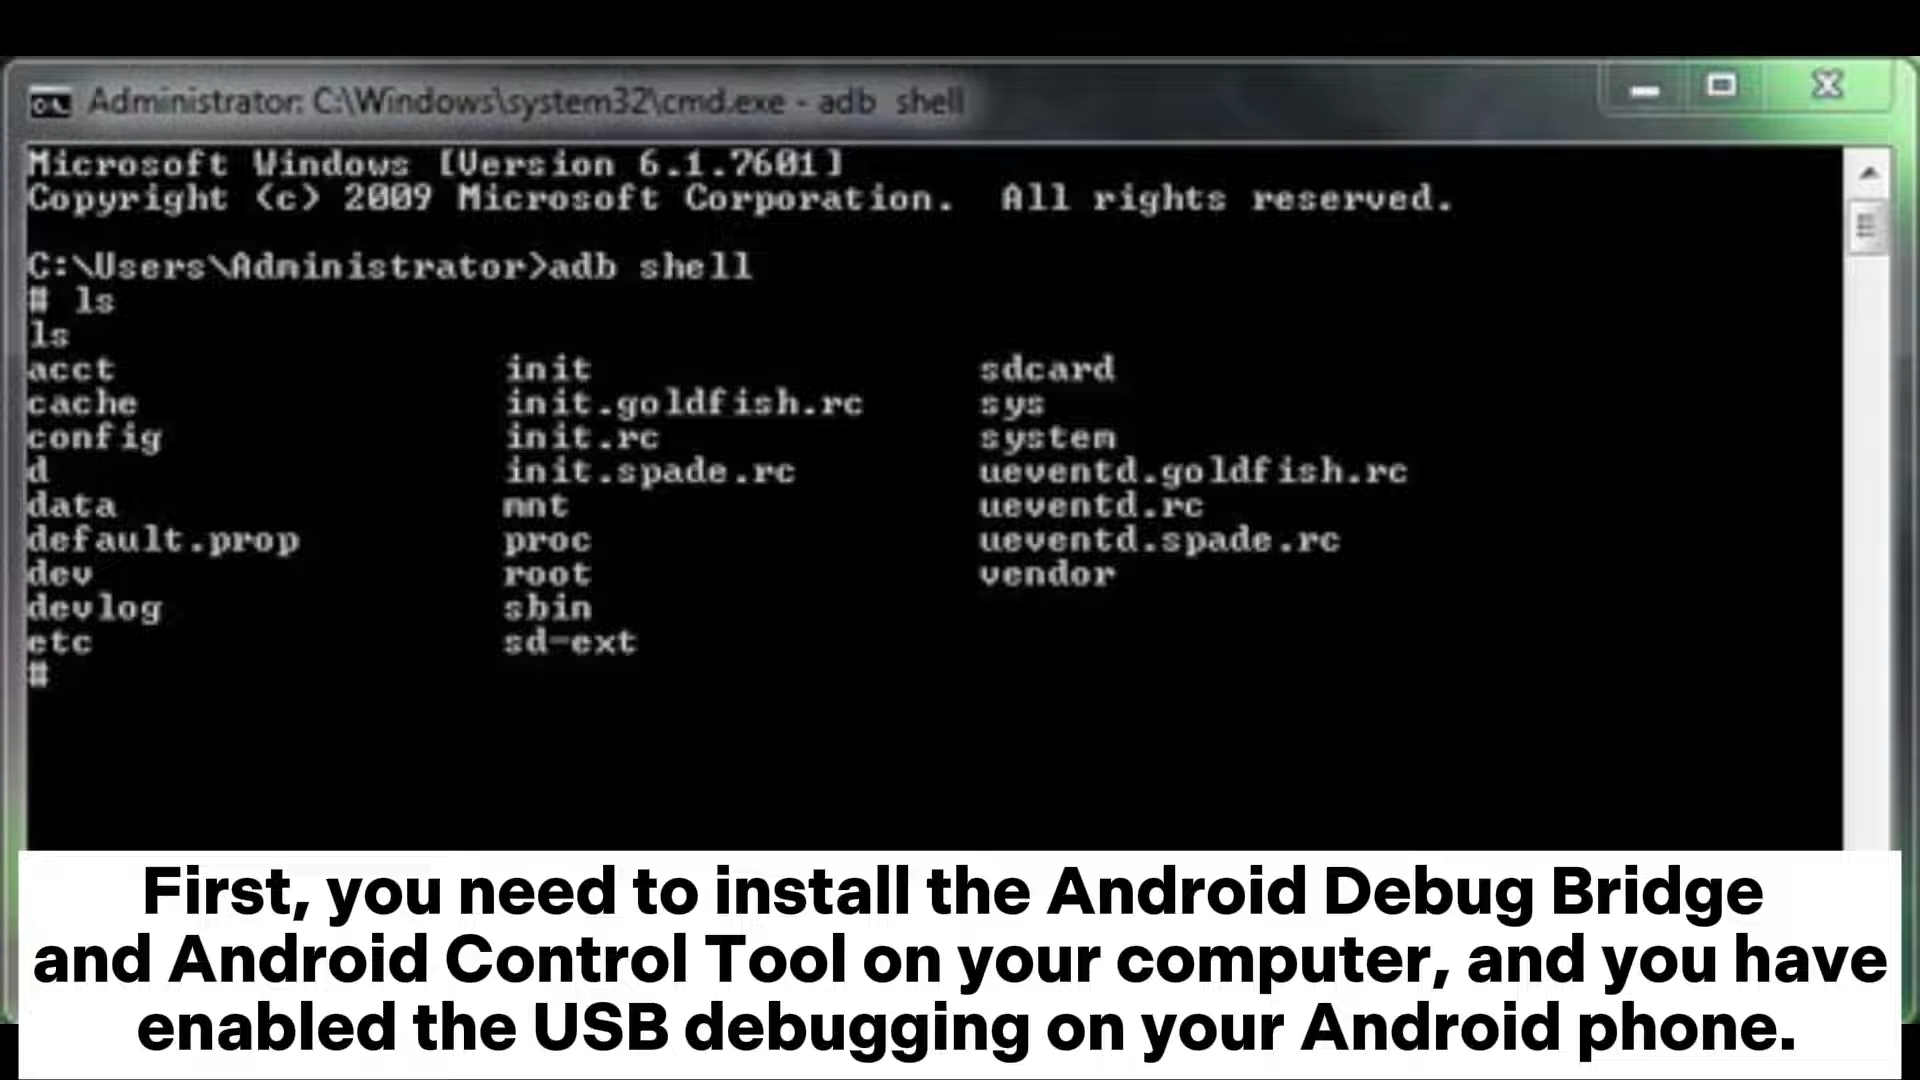 Administrator: C:\Windows\system32\cmd.exe - adb shell
Microsoft Windows [Version 6.1.7601]
Copyright (c) 2009 Microsoft Corporation. All rights reserved.
C:\Users\Administrator>adb shell
# ls
ls
acct init sdcard
cache init.goldfish.rc sys
config init.rc system
d init.spade.rc ueventd.goldfish.rc
data mnt ueventd.rc
default.prop proc ueventd.spade.rc
dev root vendor
devlog sbin
etc sd-ext
#
First, you need to install the Android Debug Bridge
and Android Control Tool on your computer, and you have
enabled the USB debugging on your Android phone.